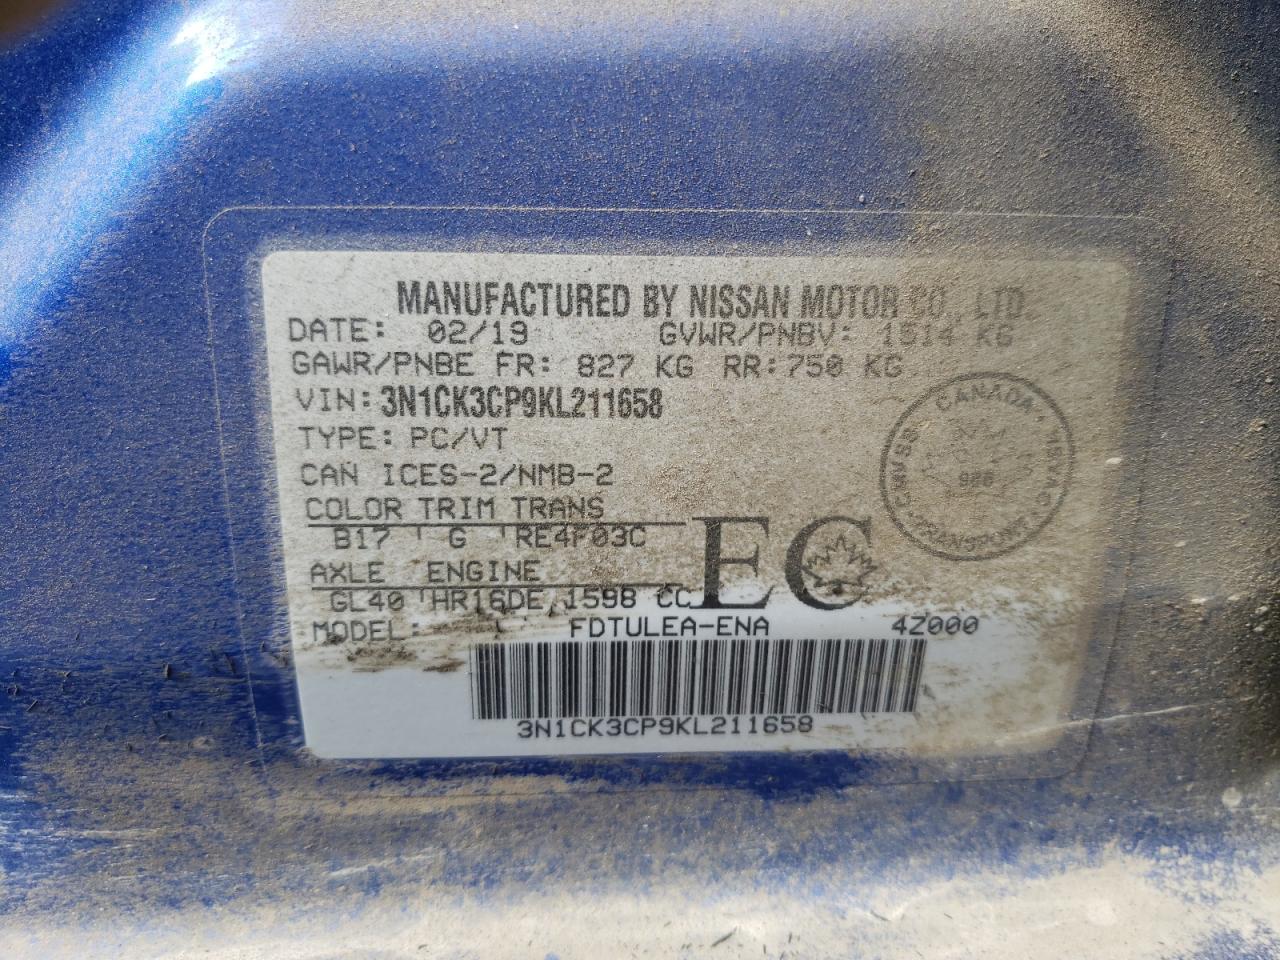 MANUFACTURED BY NISSAN MOTOR CO., LTD.
DATE: 02/19 GVWR/PNBV: 1514 KG
GAWR/PNBE FR: 827 KG RR: 750 KG
VIN: 3N1CK3CP9KL211658
TYPE: PC/VT
CAN ICES-2/NMB-2
COLOR TRIM TRANS
B17 G RE4F03C
AXLE ENGINE
GL40 HR16DE 1598 CC
EC
CANADA
CMVSS
NSVAC
TRANSPORT
MODEL: FDTULEA-ENA 4Z000
3N1CK3CP9KL211658